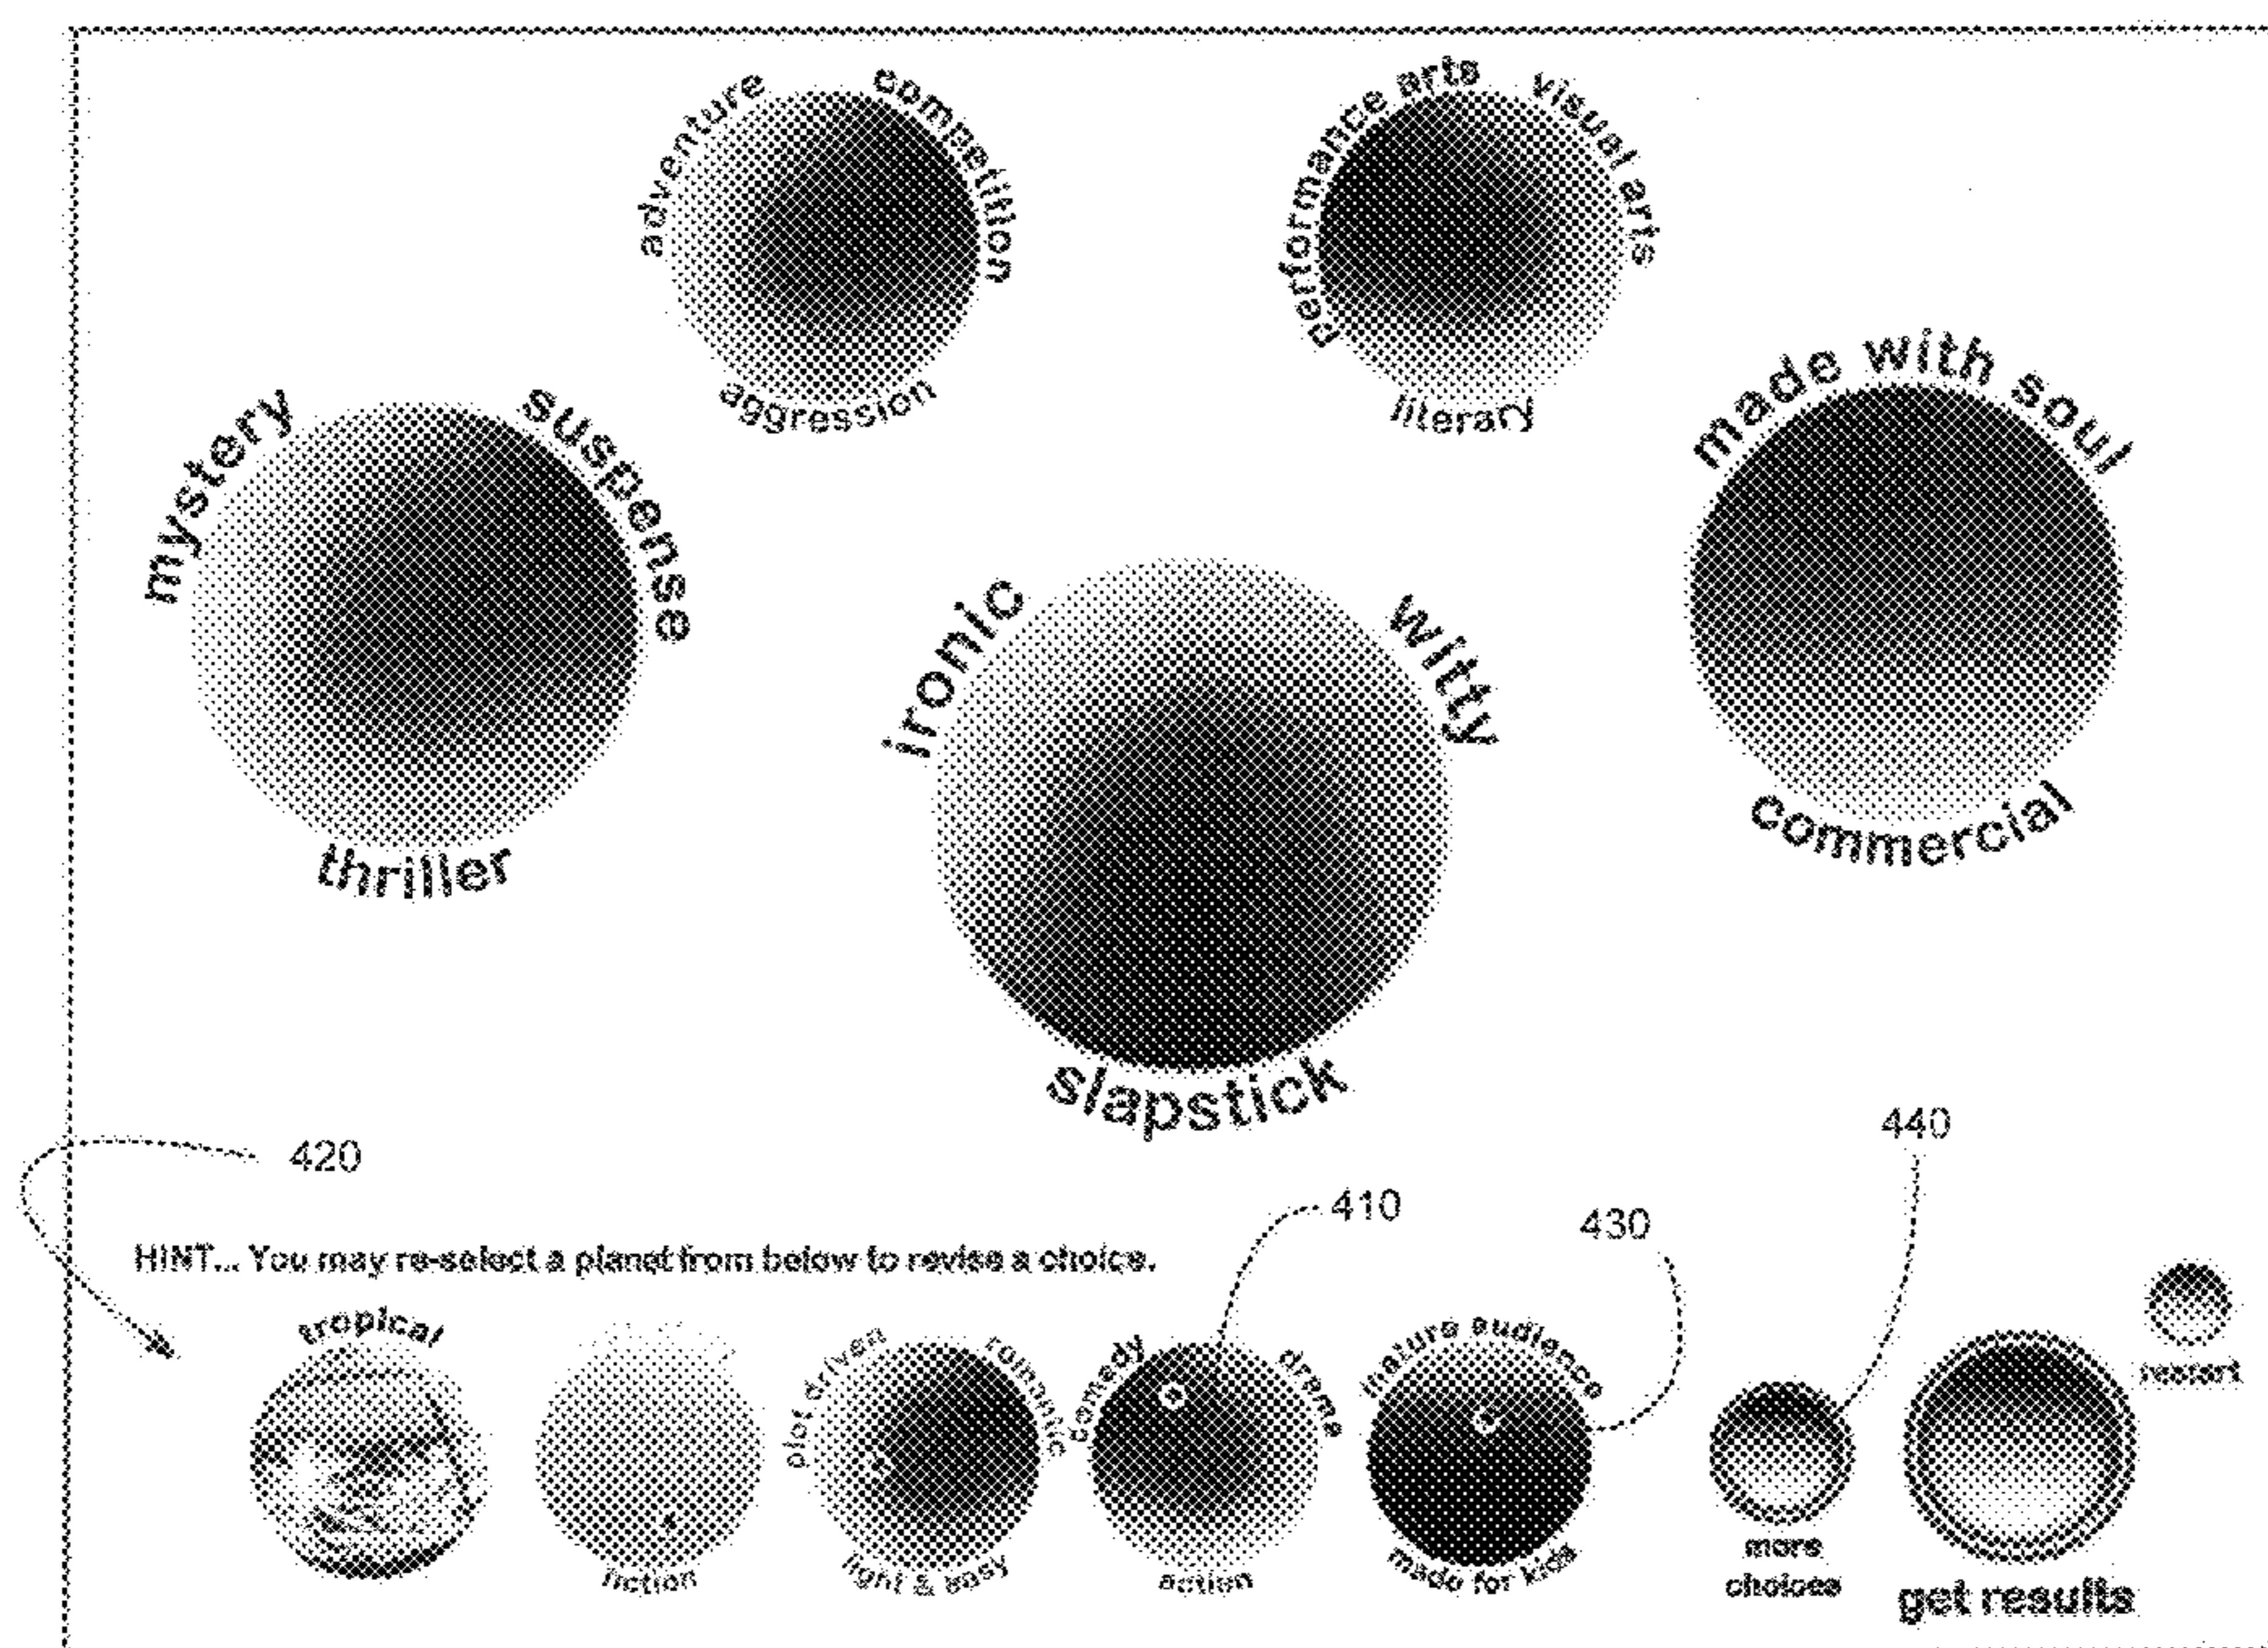 adventure
competition
aggression
performance arts
visual arts
literary
mystery
suspense
thriller
made with soul
commercial
ironic
witty
slapstick
420
440
410
430
HINT... You may re-select a planet from below to revise a choice.
tropical
fiction
plot driven
romantic
light & easy
comedy
drama
action
mature audience
made for kids
more
choices
get results
restart